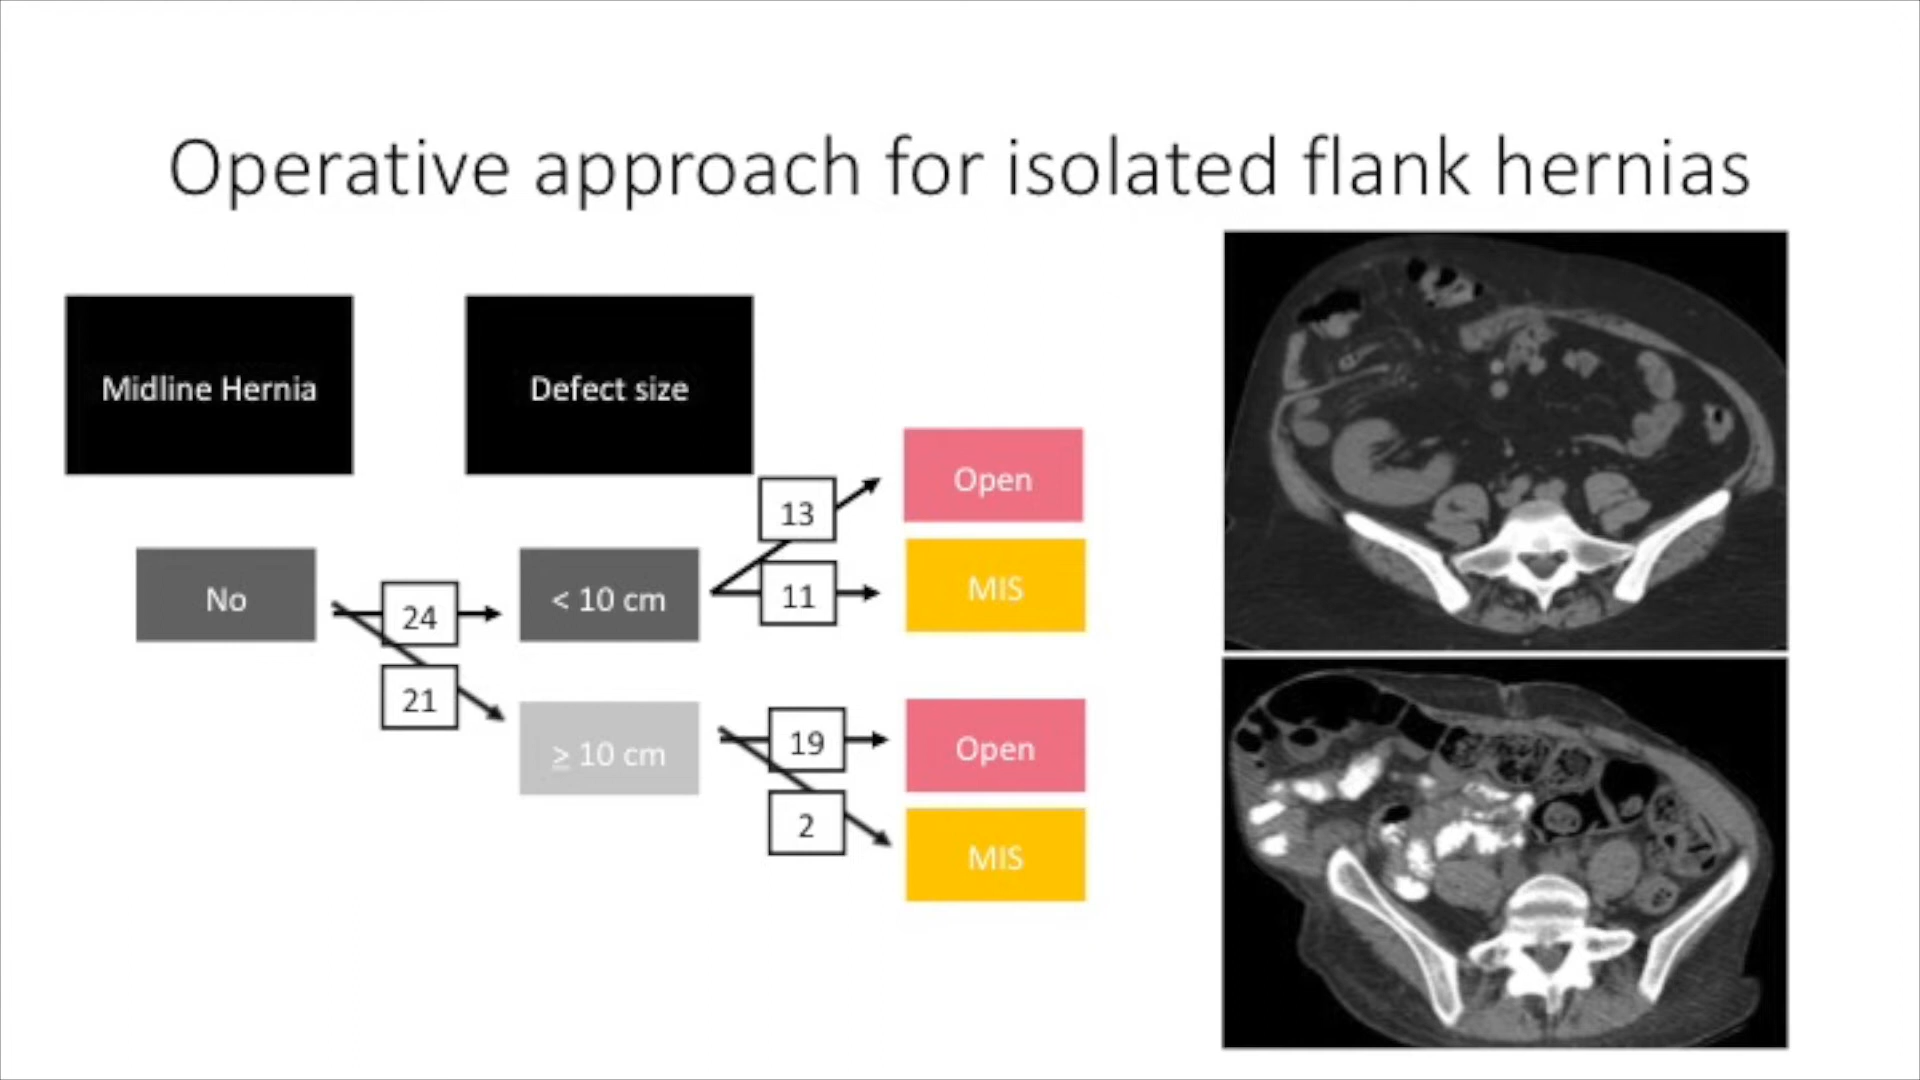 Operative approach for isolated flank hernias
Midline Hernia
Defect size
13
Open
11
MIS
No
24
< 10 cm
21
≥ 10 cm
19
Open
2
MIS